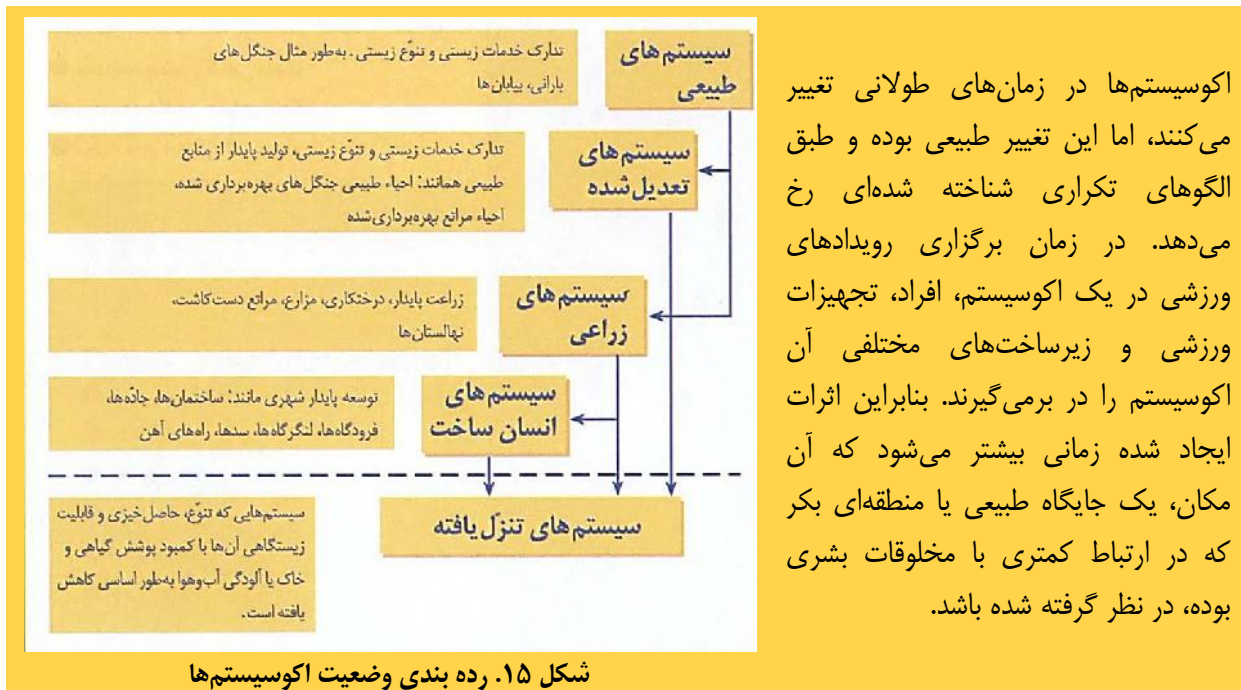 اکوسیستم‌ها در زمان‌های طولانی تغییر
می‌کنند، اما این تغییر طبیعی بوده و طبق
الگوهای تکراری شناخته شده‌ای رخ
می‌دهد. در زمان برگزاری رویدادهای
ورزشی در یک اکوسیستم، افراد، تجهیزات
ورزشی و زیرساخت‌های مختلفی آن
اکوسیستم را در برمی‌گیرند. بنابراین اثرات
ایجاد شده زمانی بیشتر می‌شود که آن
مکان، یک جایگاه طبیعی یا منطقه‌ای بکر
که در ارتباط کمتری با مخلوقات بشری
بوده، در نظر گرفته شده باشد.
سیستم‌های
طبیعی
تدارک خدمات زیستی و تنوّع زیستی. به‌طور مثال جنگل‌های
بارانی، بیابان‌ها
سیستم‌های
تعدیل‌شده
تدارک خدمات زیستی و تنوّع زیستی، تولید پایدار از منابع
طبیعی همانند: احیاء طبیعی جنگل‌های بهره‌برداری شده،
احیاء مراتع بهره‌برداری‌شده
سیستم‌های
زراعی
زراعت پایدار، درختکاری، مزارع، مراتع دست‌کاشت،
نهالستان‌ها
سیستم‌های
انسان ساخت
توسعه پایدار شهری مانند: ساختمان‌ها، جادّه‌ها،
فرودگاه‌ها، لنگرگاه‌ها، سدها، راه‌های آهن
سیستم‌های تنزّل‌یافته
سیستم‌هایی که تنوّع، حاصل‌خیزی و قابلیت
زیستگاهی آن‌ها با کمبود پوشش گیاهی و
خاک یا آلودگی آب‌وهوا به‌طور اساسی کاهش
یافته است.
شکل ۱۵. رده بندی وضعیت اکوسیستم‌ها